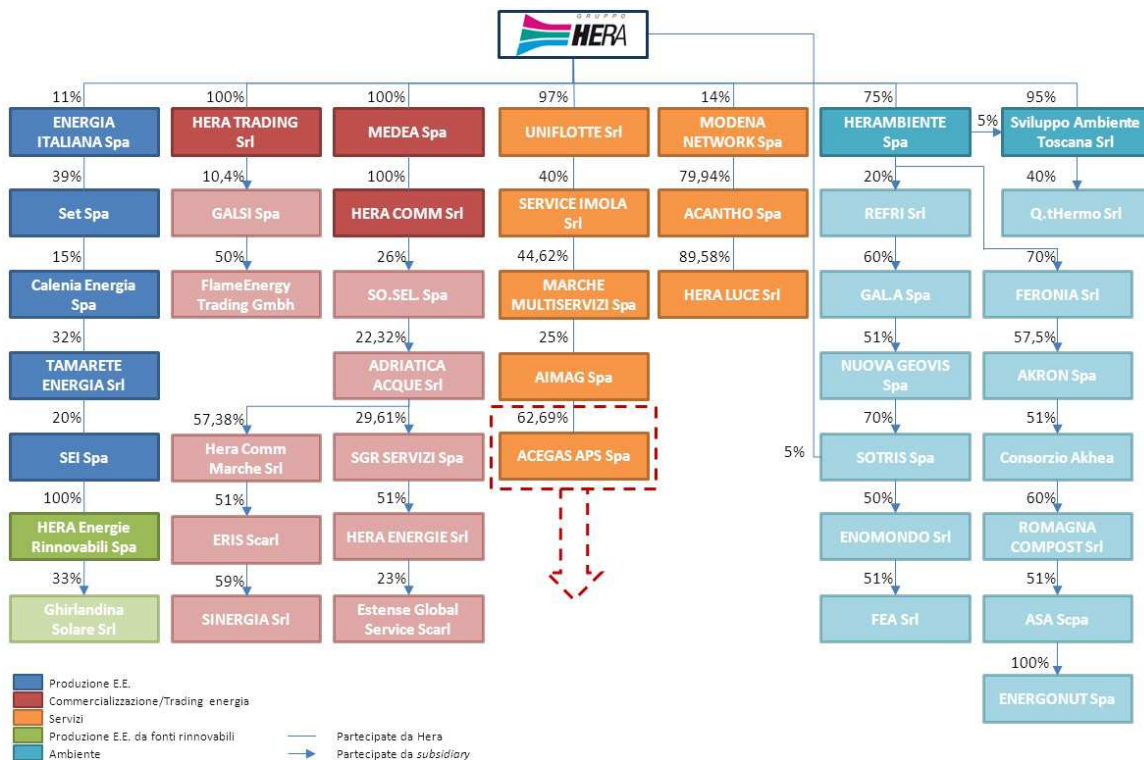 GRUPPO
HERA
11%
100%
100%
97%
14%
75%
95%
ENERGIA
ITALIANA Spa
HERA TRADING
Srl
MEDEA Spa
UNIFLOTTE Srl
MODENA
NETWORK Spa
HERAMBIENTE
Spa
5%
Sviluppo Ambiente
Toscana Srl
39%
10,4%
100%
40%
79,94%
20%
40%
Set Spa
GALSI Spa
HERA COMM Srl
SERVICE IMOLA
Srl
ACANTHO Spa
REFRI Srl
Q.tHermo Srl
15%
50%
26%
44,62%
89,58%
60%
70%
Calenia Energia
Spa
FlameEnergy
Trading Gmbh
SO.SEL. Spa
MARCHE
MULTISERVIZI Spa
HERA LUCE Srl
GAL.A Spa
FERONIA Srl
32%
22,32%
25%
51%
57,5%
TAMARETE
ENERGIA Srl
ADRIATICA
ACQUE Srl
AIMAG Spa
NUOVA GEOVIS
Spa
AKRON Spa
20%
57,38%
29,61%
62,69%
70%
51%
SEI Spa
Hera Comm
Marche Srl
SGR SERVIZI Spa
ACEGAS APS Spa
5%
SOTRIS Spa
Consorzio Akhea
100%
51%
51%
50%
60%
HERA Energie
Rinnovabili Spa
ERIS Scarl
HERA ENERGIE Srl
ENOMONDO Srl
ROMAGNA
COMPOST Srl
33%
59%
23%
51%
51%
Ghirlandina
Solare Srl
SINERGIA Srl
Estense Global
Service Scarl
FEA Srl
ASA Scpa
100%
ENERGONUT Spa
Produzione E.E.
Commercializzazione/Trading energia
Servizi
Produzione E.E. da fonti rinnovabili
Ambiente
Partecipate da Hera
Partecipate da subsidiary